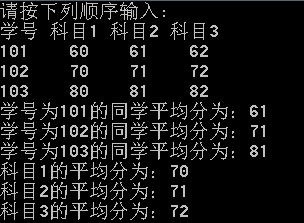 请按下列顺序输入:
学号 科目1 科目2 科目3
101 60 61 62
102 70 71 72
103 80 81 82
学号为101的同学平均分为: 61
学号为102的同学平均分为: 71
学号为103的同学平均分为: 81
科目1的平均分为: 70
科目2的平均分为: 71
科目3的平均分为: 72